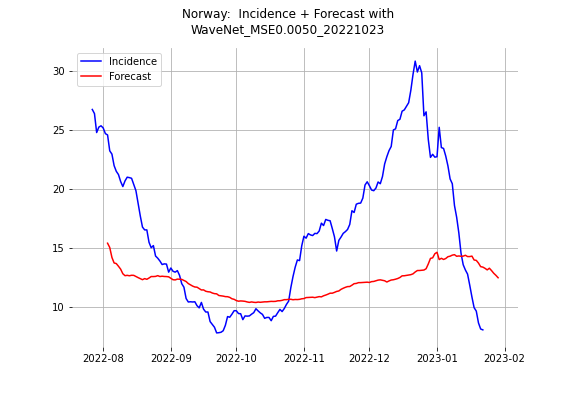 Norway:  Incidence + Forecast with
WaveNet_MSE0.0050_20221023
Incidence
Forecast
30
25
20
15
10
2022-08 2022-09 2022-10 2022-11 2022-12 2023-01 2023-02